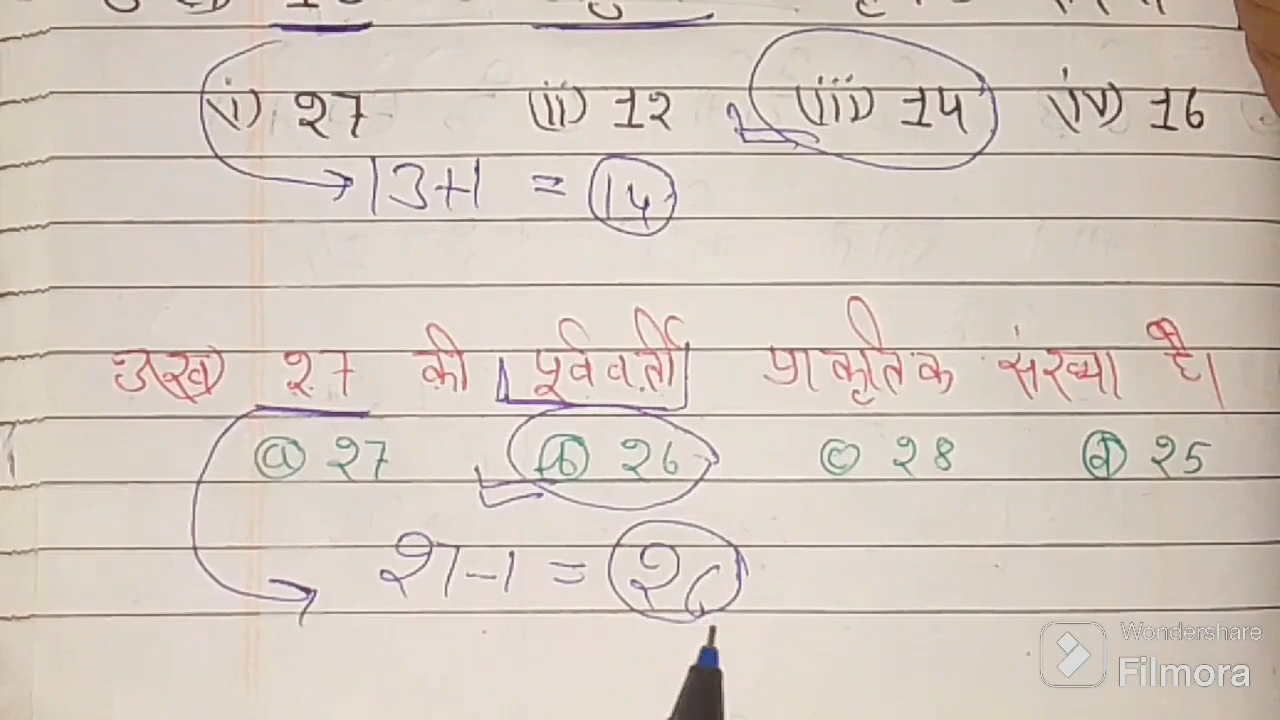 (i) 27 (ii) 12 (iii) 14 (iv) 16
13+1 = 14
27 की पूर्ववर्ती प्राकृतिक संख्या है।
(a) 27 (b) 26 (c) 28 (d) 25
27-1 = 26
Wondershare
Filmora